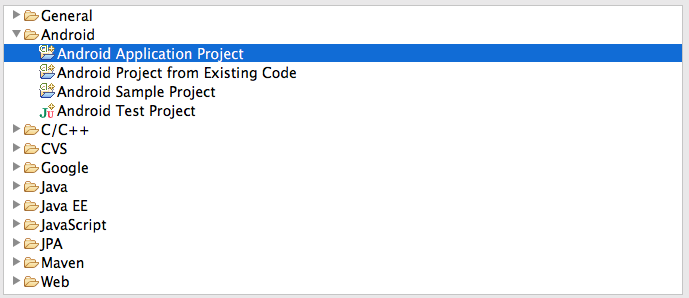 General
Android
Android Application Project
Android Project from Existing Code
Android Sample Project
Android Test Project
C/C++
CVS
Google
Java
Java EE
JavaScript
JPA
Maven
Web